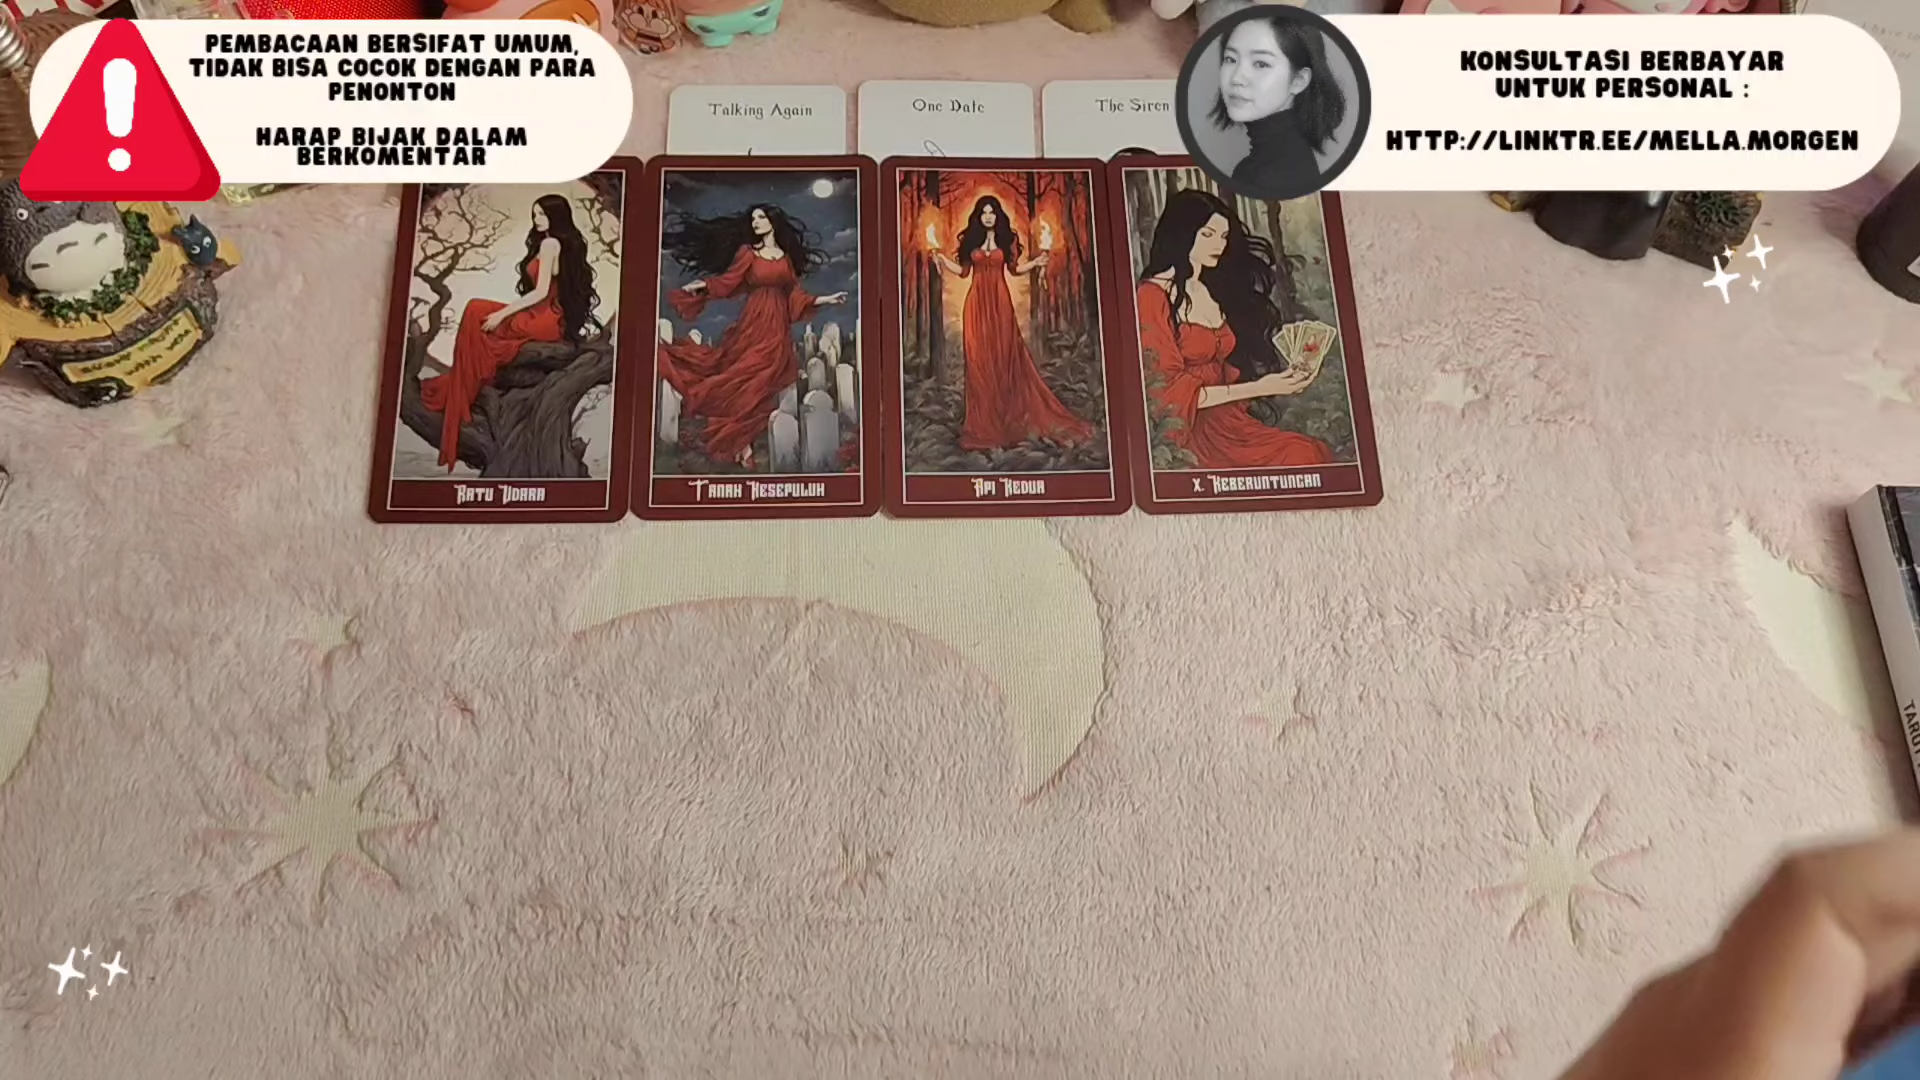 PEMBACAAN BERSIFAT UMUM,
TIDAK BISA COCOK DENGAN PARA
PENONTON
HARAP BIJAK DALAM
BERKOMENTAR
KONSULTASI BERBAYAR
UNTUK PERSONAL :
HTTP://LINKTR.EE/MELLA.MORGEN
Talking Again
One Date
The Siren
RATU UDARA
TANAH KESEPULUH
API KEDUA
X. KEBERUNTUNGAN
TAROT